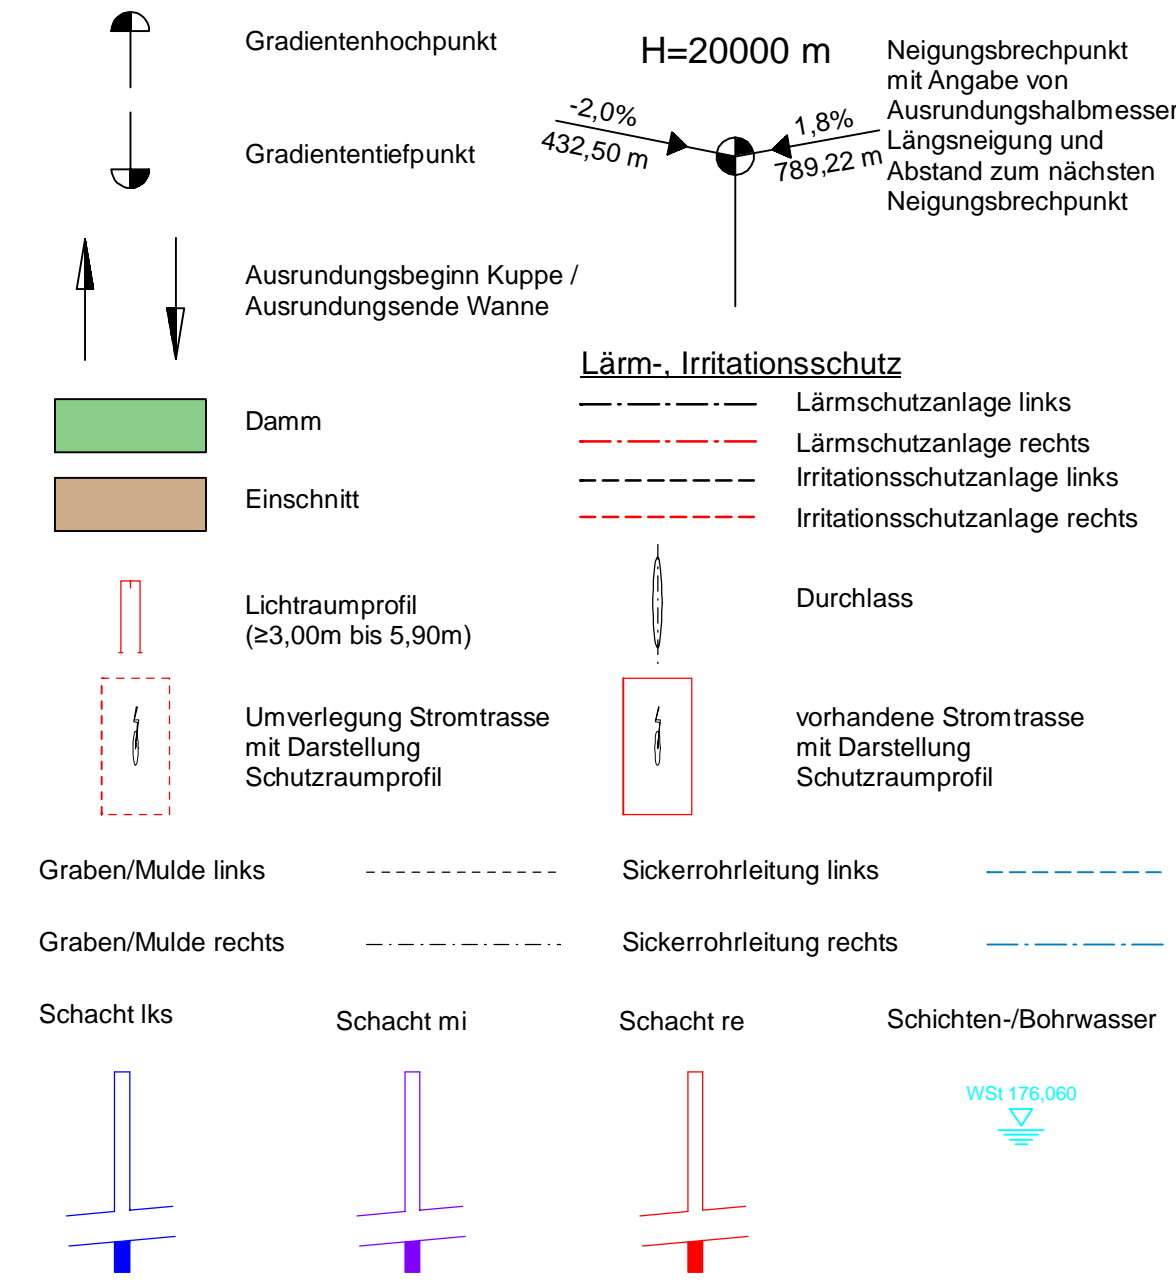 Gradientenhochpunkt
H=20000 m
Neigungsbrechpunkt
mit Angabe von
Ausrundungshalbmesser
Längsneigung und
Abstand zum nächsten
Neigungsbrechpunkt
-2,0%
432,50 m
1,8%
789,22 m
Gradiententiefpunkt
Ausrundungsbeginn Kuppe /
Ausrundungsende Wanne
Damm
Einschnitt
Lärm-, Irritationsschutz
Lärmschutzanlage links
Lärmschutzanlage rechts
Irritationsschutzanlage links
Irritationsschutzanlage rechts
Lichtraumprofil
(≥3,00m bis 5,90m)
Durchlass
Umverlegung Stromtrasse
mit Darstellung
Schutzraumprofil
vorhandene Stromtrasse
mit Darstellung
Schutzraumprofil
Graben/Mulde links
Sickerrohrleitung links
Graben/Mulde rechts
Sickerrohrleitung rechts
Schacht lks
Schacht mi
Schacht re
Schichten-/Bohrwasser
WSt 176,060